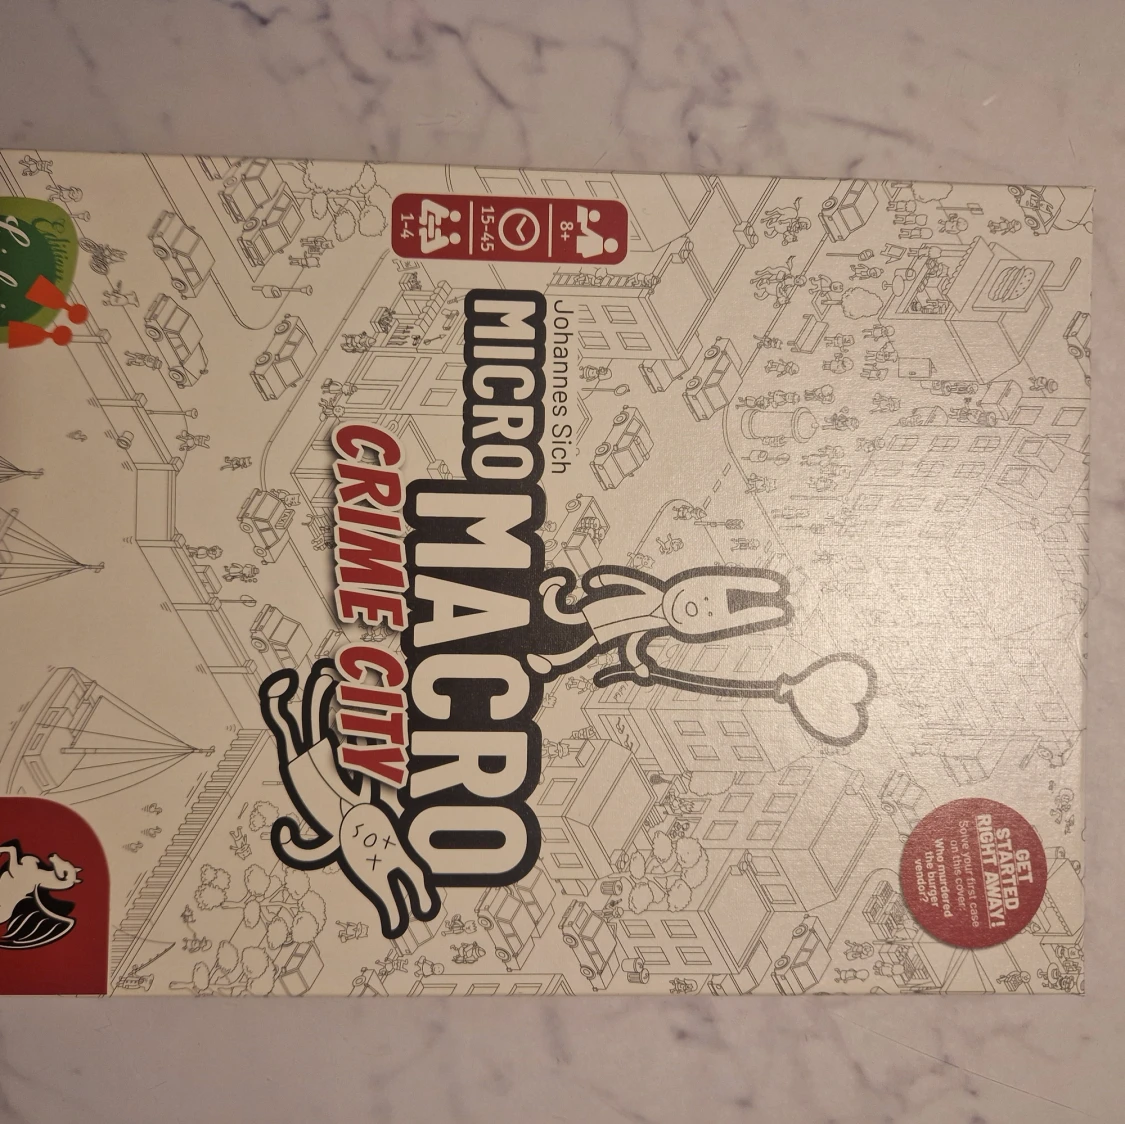 8+
15-45
1-4
Johannes Sich
MICRO MACRO
CRIME CITY
GET
STARTED
RIGHT AWAY!
Solve your first case
on this cover:
Who murdered
the burger
vendor?
Edition